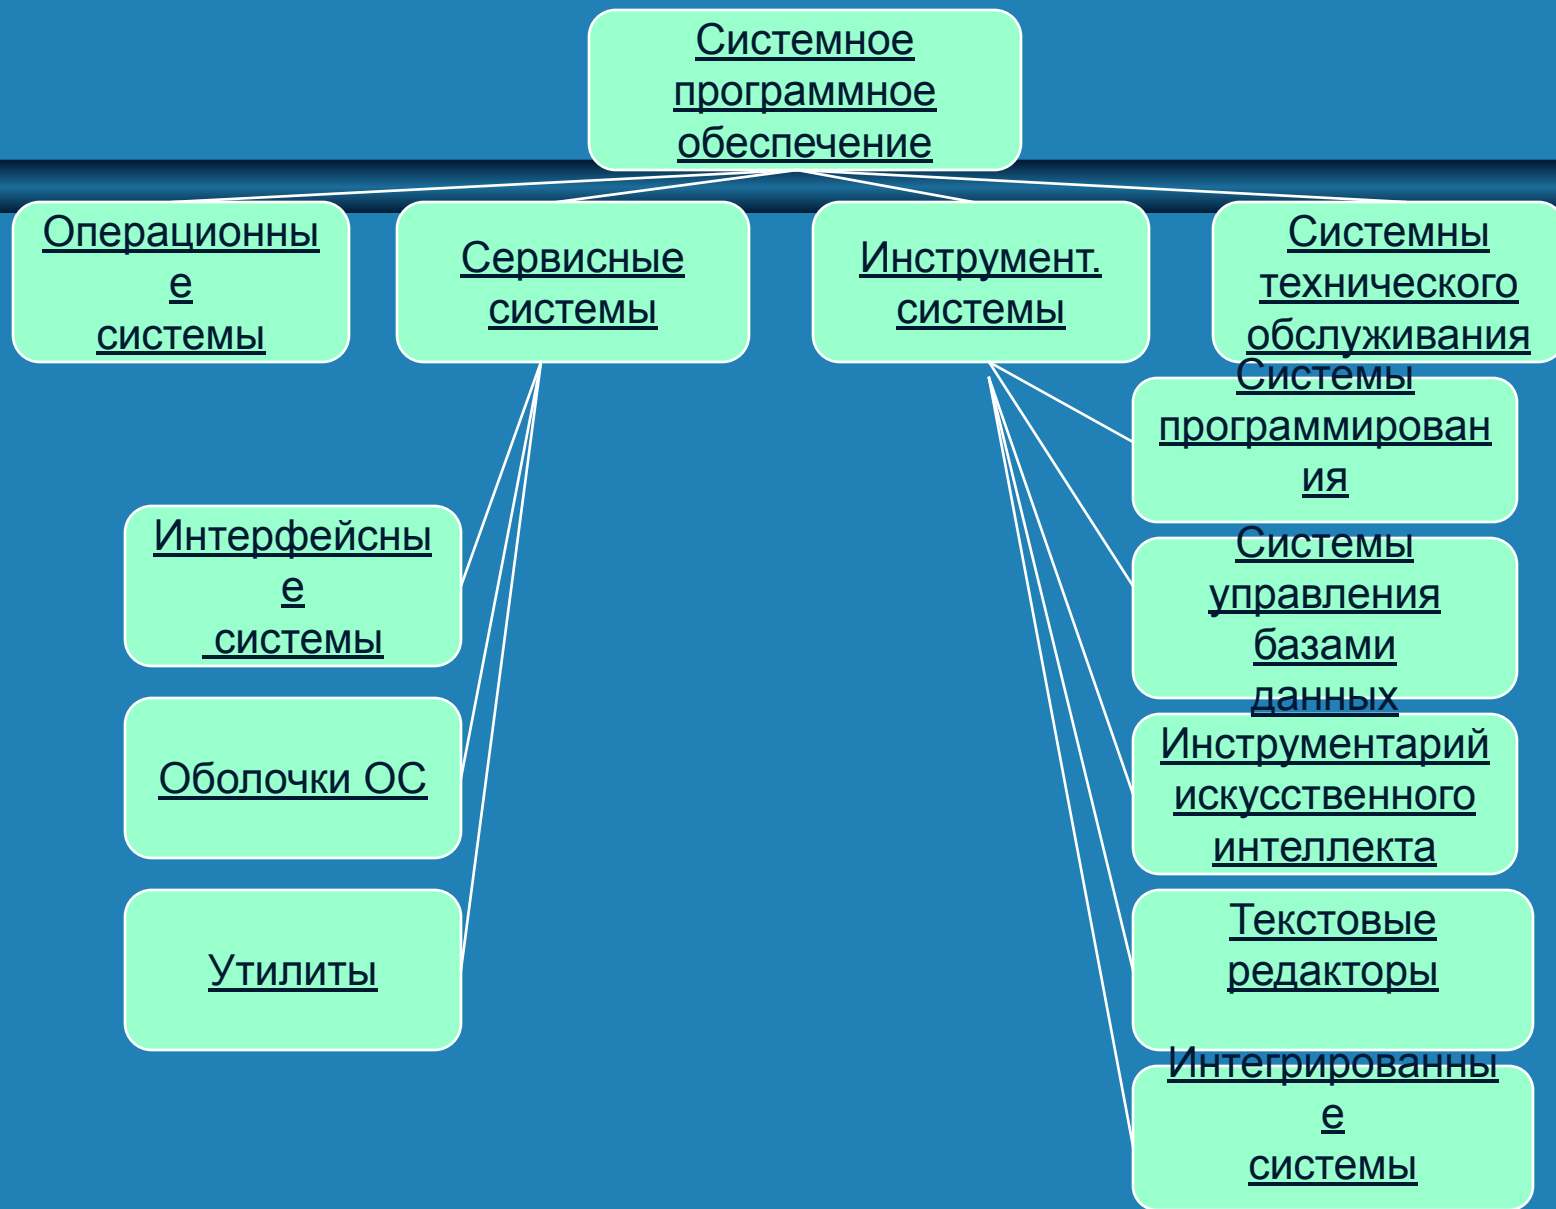 Системное
программное
обеспечение
Операционны
е
системы
Сервисные
системы
Инструмент.
системы
Системны
технического
обслуживания
Интерфейсны
е
системы
Оболочки ОС
Утилиты
Системы
программирован
ия
Системы
управления
базами
данных
Инструментарий
искусственного
интеллекта
Текстовые
редакторы
Интегрированны
е
системы